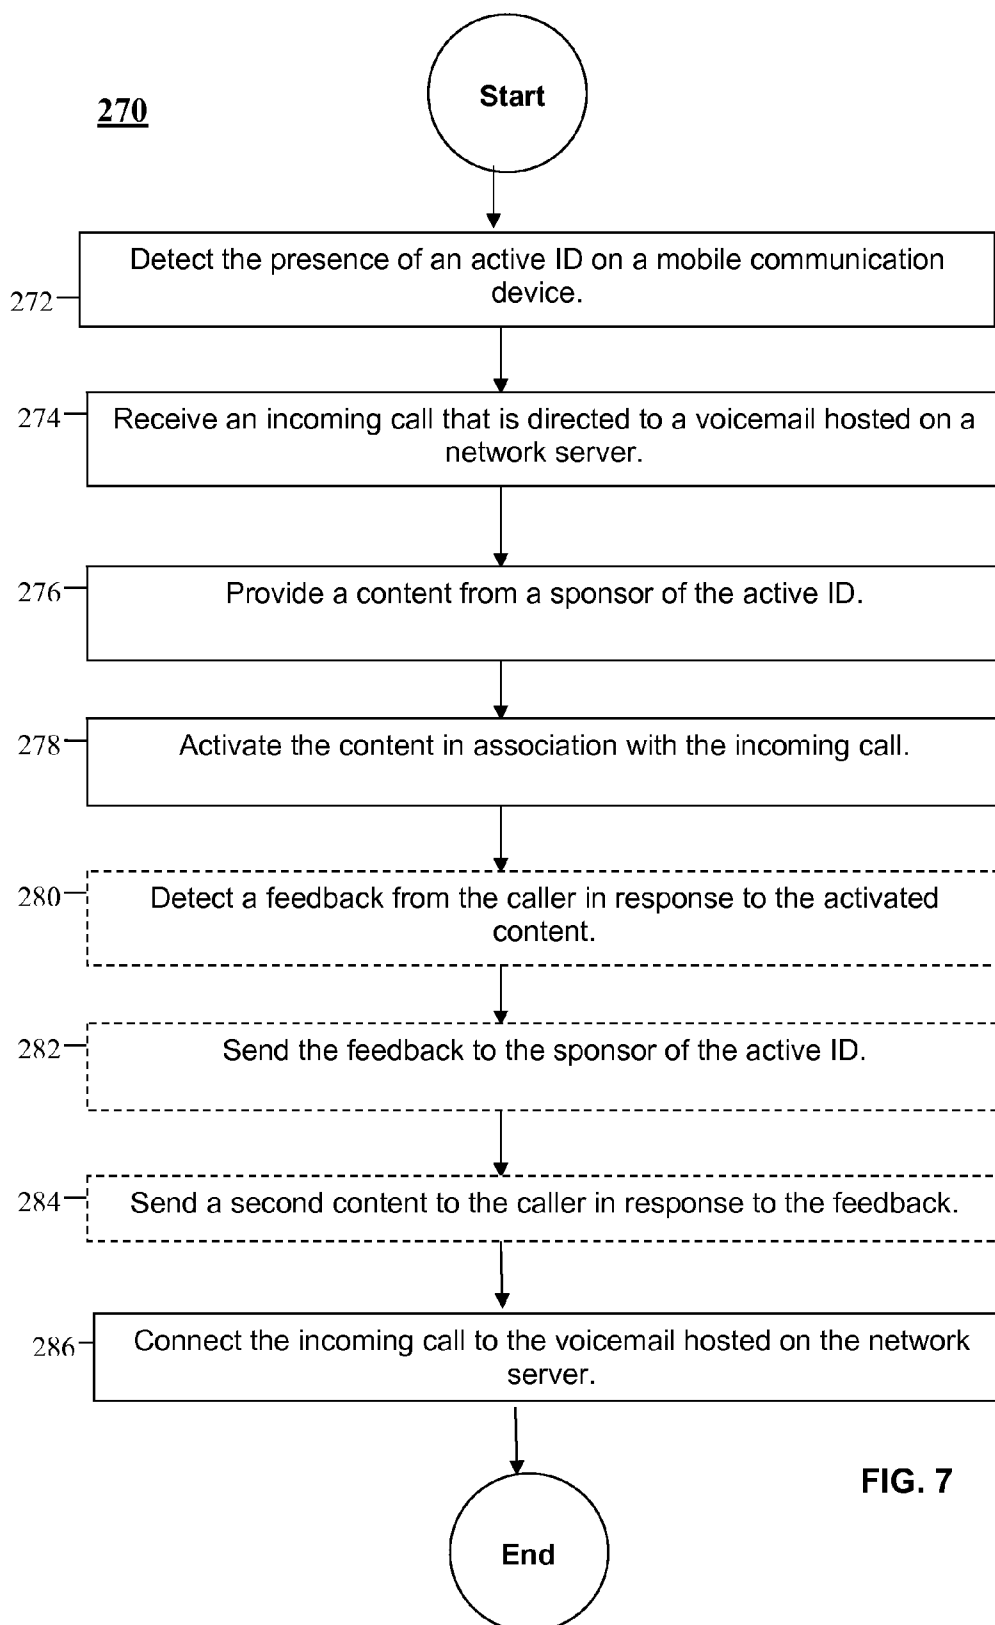 Start
270
Detect the presence of an active ID on a mobile communication
device.
272
274
Receive an incoming call that is directed to a voicemail hosted on a
network server.
276
Provide a content from a sponsor of the active ID.
278
Activate the content in association with the incoming call.
280
Detect a feedback from the caller in response to the activated
content.
282
Send the feedback to the sponsor of the active ID.
284
Send a second content to the caller in response to the feedback.
286
Connect the incoming call to the voicemail hosted on the network
server.
FIG. 7
End